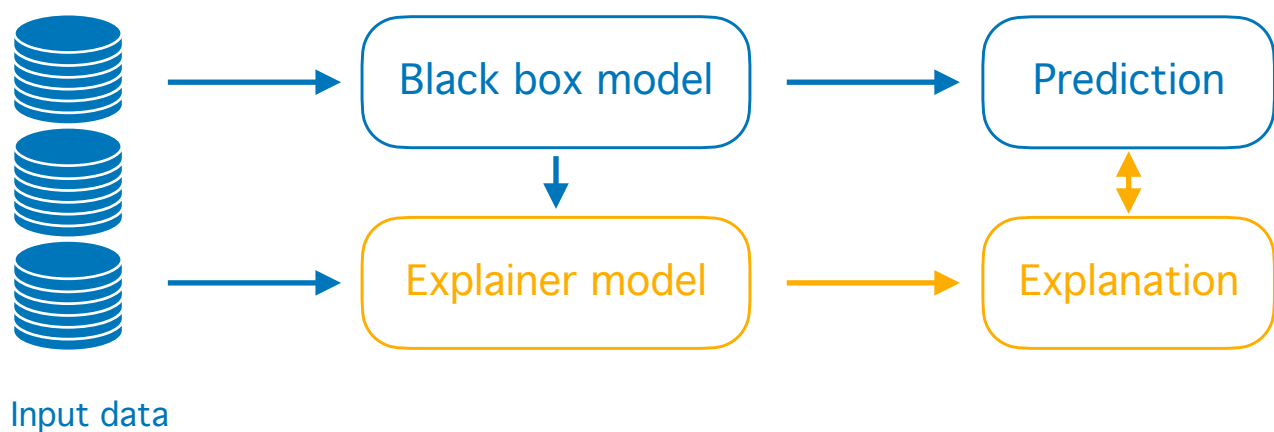 Black box model
Prediction
Explainer model
Explanation
Input data